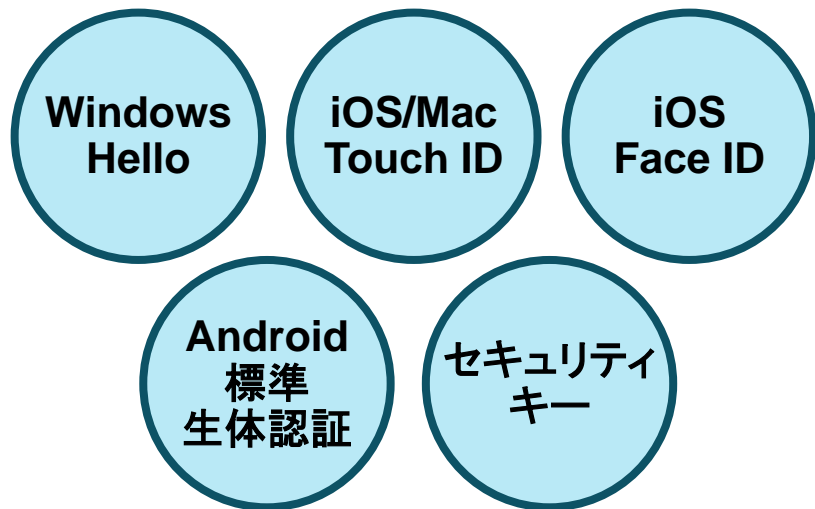 Windows
Hello
iOS/Mac
Touch ID
iOS
Face ID
Android
標準
生体認証
セキュリティ
キー